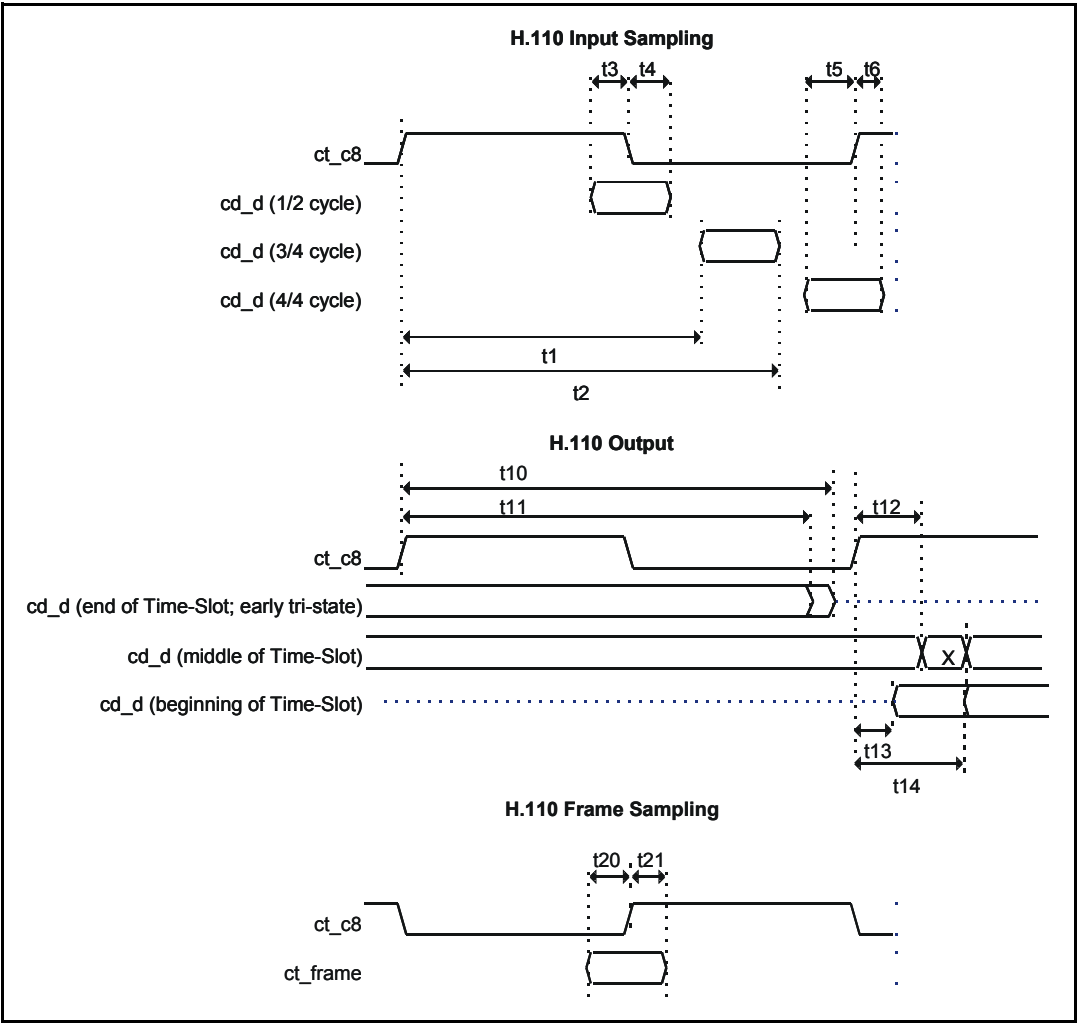 H.110 Input Sampling
t3 t4 t5 t6
ct_c8
cd_d (1/2 cycle)
cd_d (3/4 cycle)
cd_d (4/4 cycle)
t1
t2
H.110 Output
t10
t11 t12
ct_c8
cd_d (end of Time-Slot; early tri-state)
cd_d (middle of Time-Slot) X
cd_d (beginning of Time-Slot)
t13
t14
H.110 Frame Sampling
t20 t21
ct_c8
ct_frame